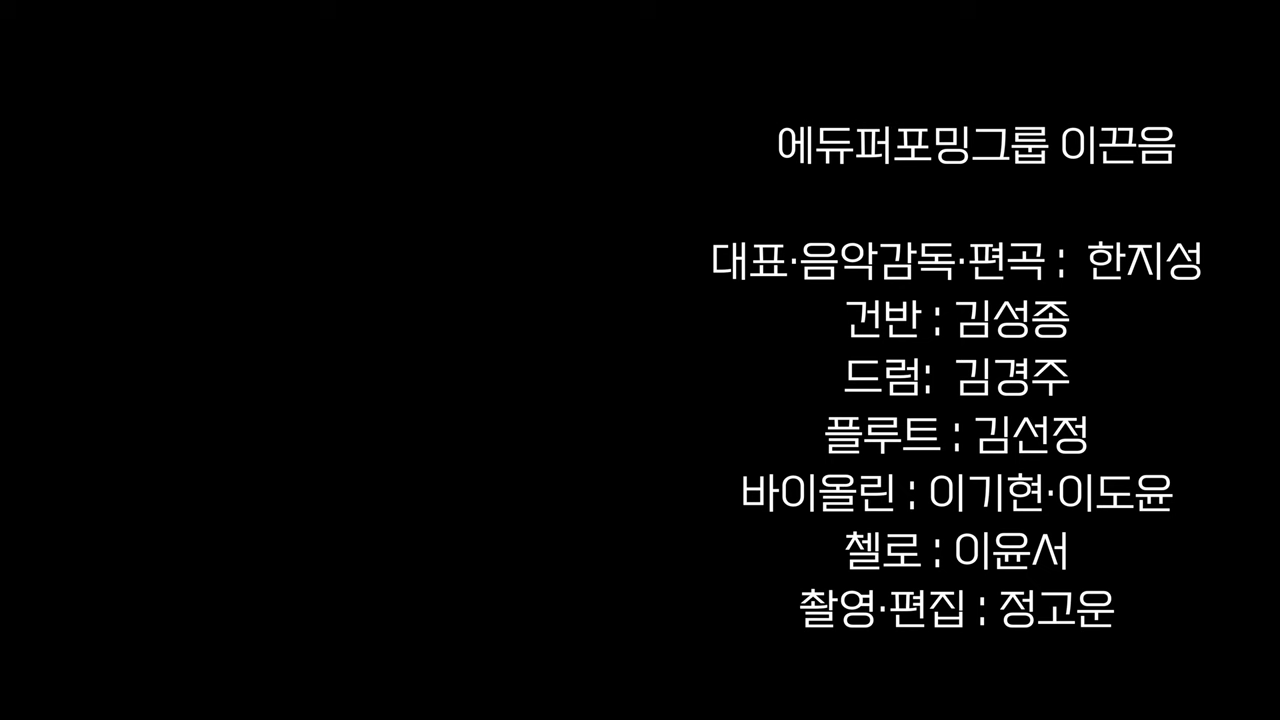 에듀퍼포밍그룹 이끈음
대표·음악감독·편곡 : 한지성
건반 : 김성종
드럼: 김경주
플루트 : 김선정
바이올린 : 이기현·이도윤
첼로 : 이윤서
촬영·편집 : 정고운